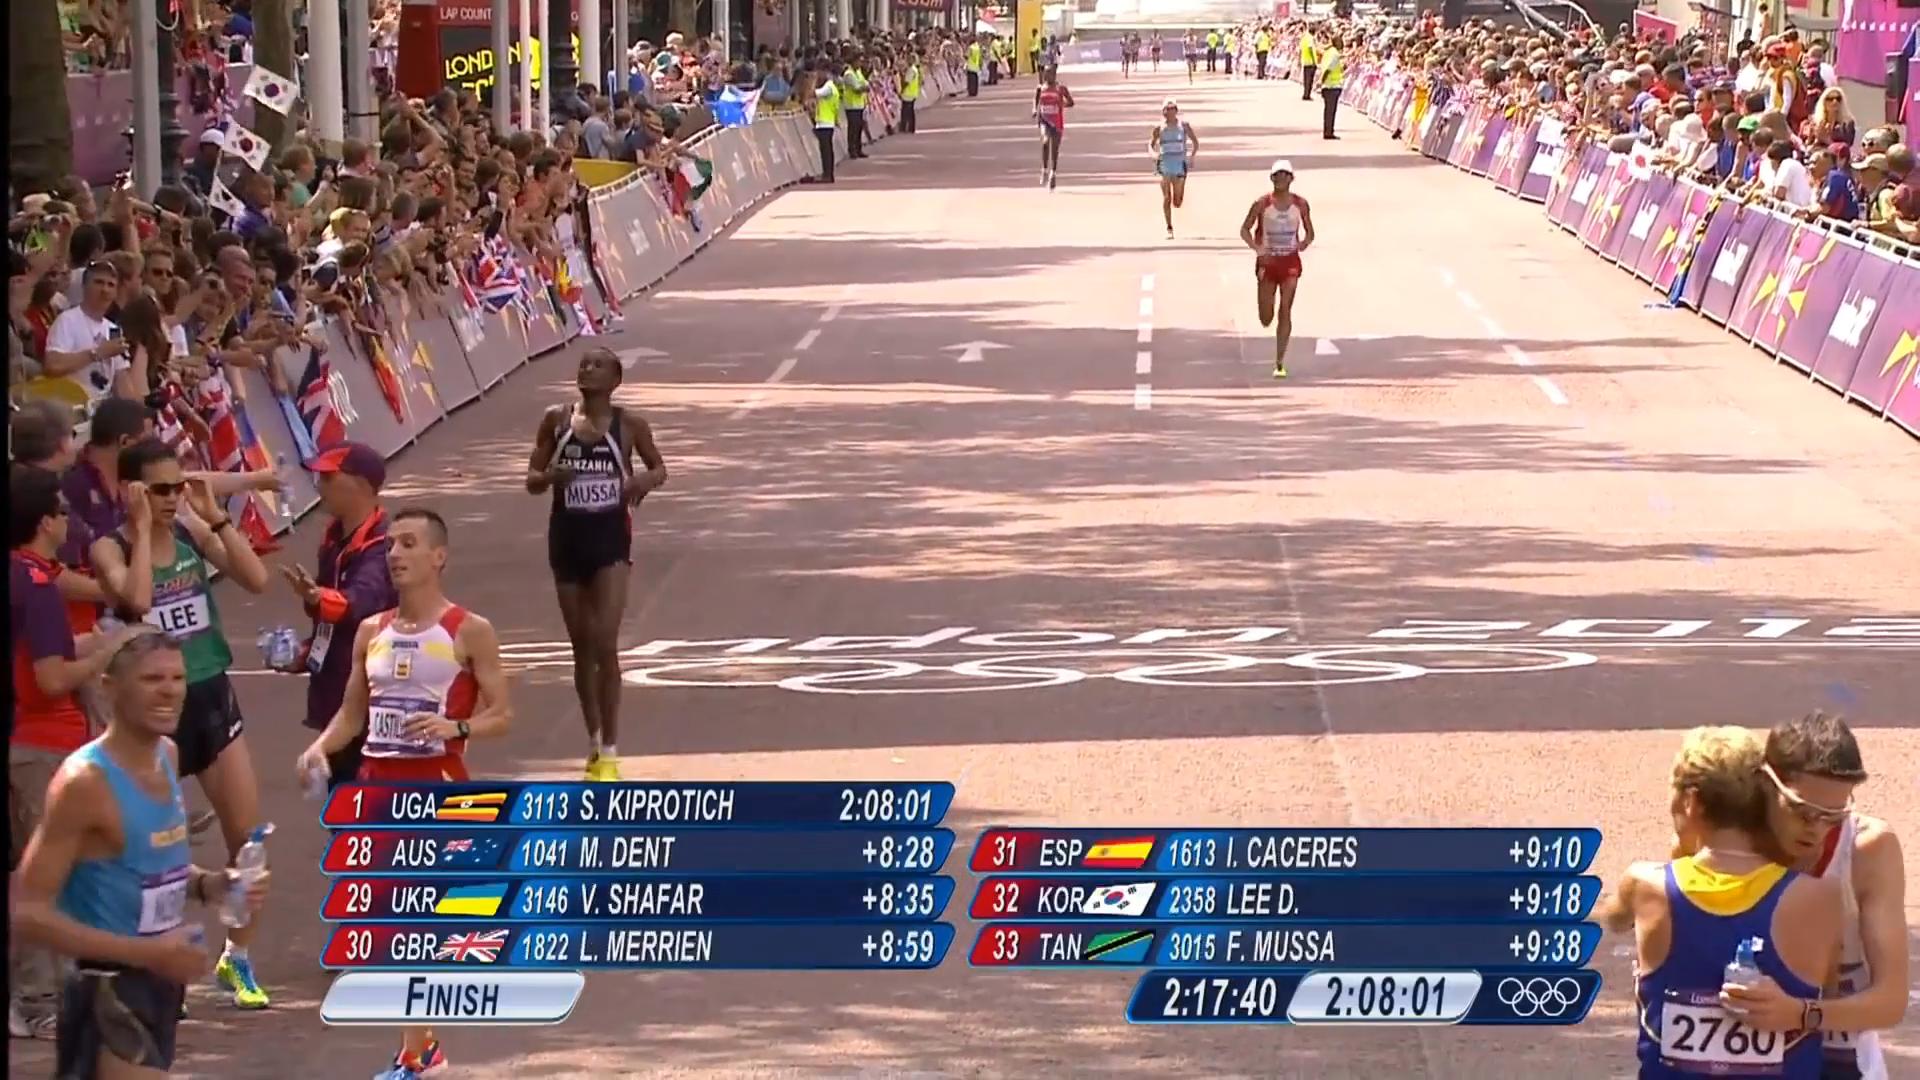 LAP COUNT
LONDON
TANZANIA
MUSSA
LEE
London 2012
1 UGA 3113 S. KIPROTICH 2:08:01
28 AUS 1041 M. DENT +8:28
29 UKR 3146 V. SHAFAR +8:35
30 GBR 1822 L. MERRIEN +8:59
31 ESP 1613 I. CACERES +9:10
32 KOR 2358 LEE D. +9:18
33 TAN 3015 F. MUSSA +9:38
FINISH
2:17:40 2:08:01
2760